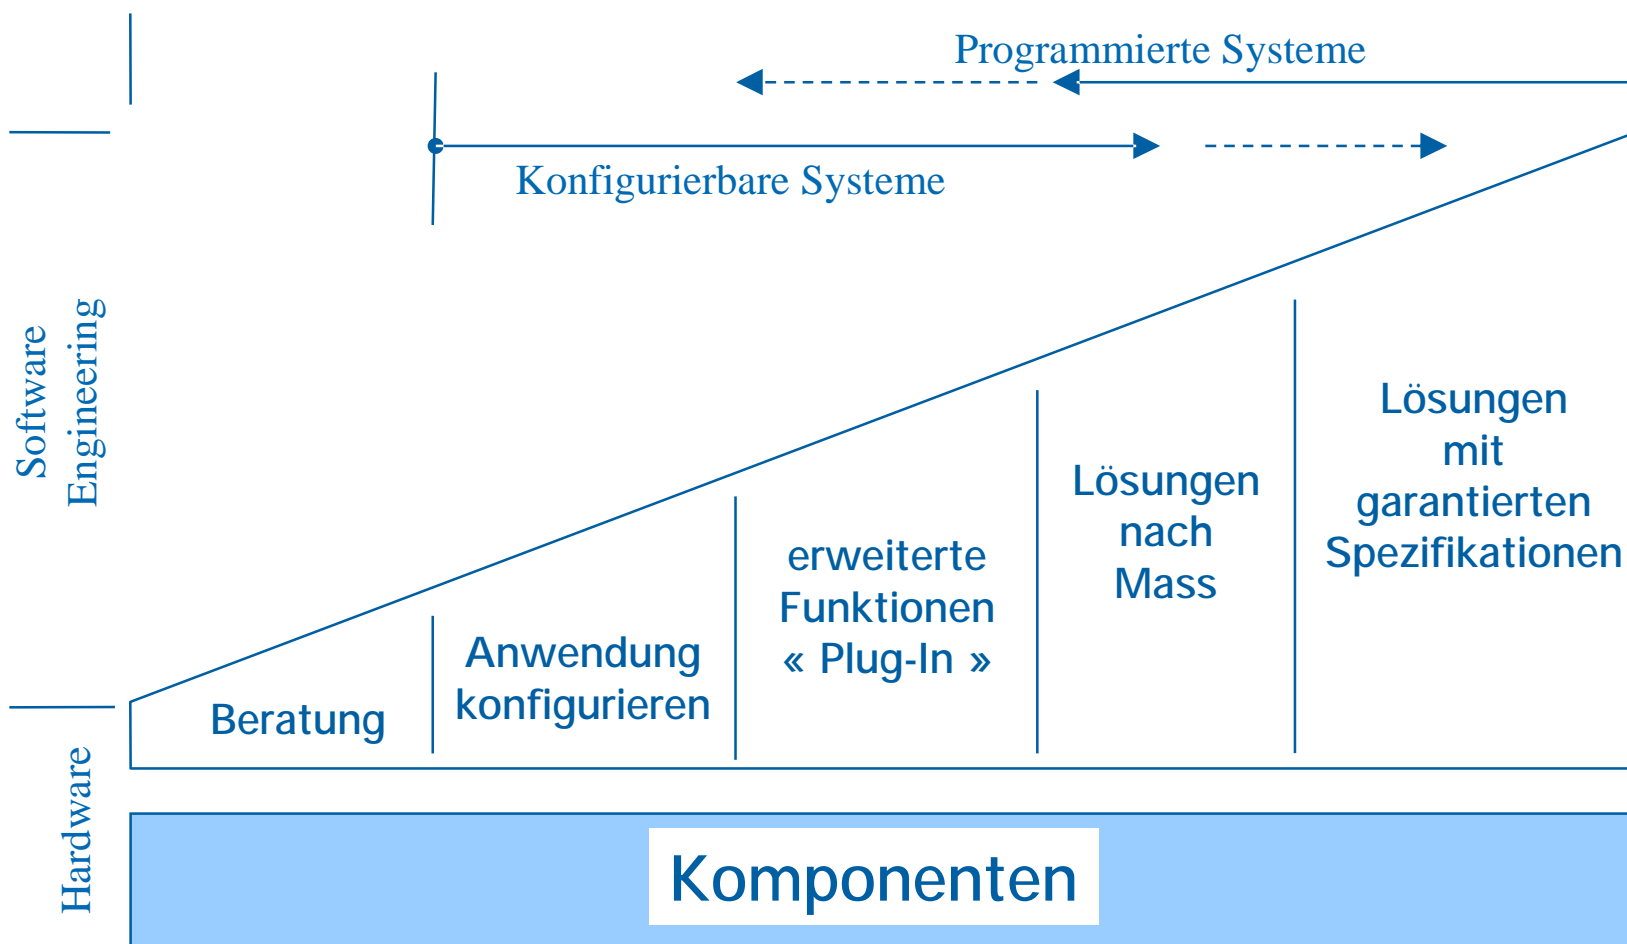 Programmierte Systeme
Konfigurierbare Systeme
Software
Engineering
Lösungen
mit
garantierten
Spezifikationen
Lösungen
nach
Mass
erweiterte
Funktionen
« Plug-In »
Anwendung
konfigurieren
Beratung
Hardware
Komponenten